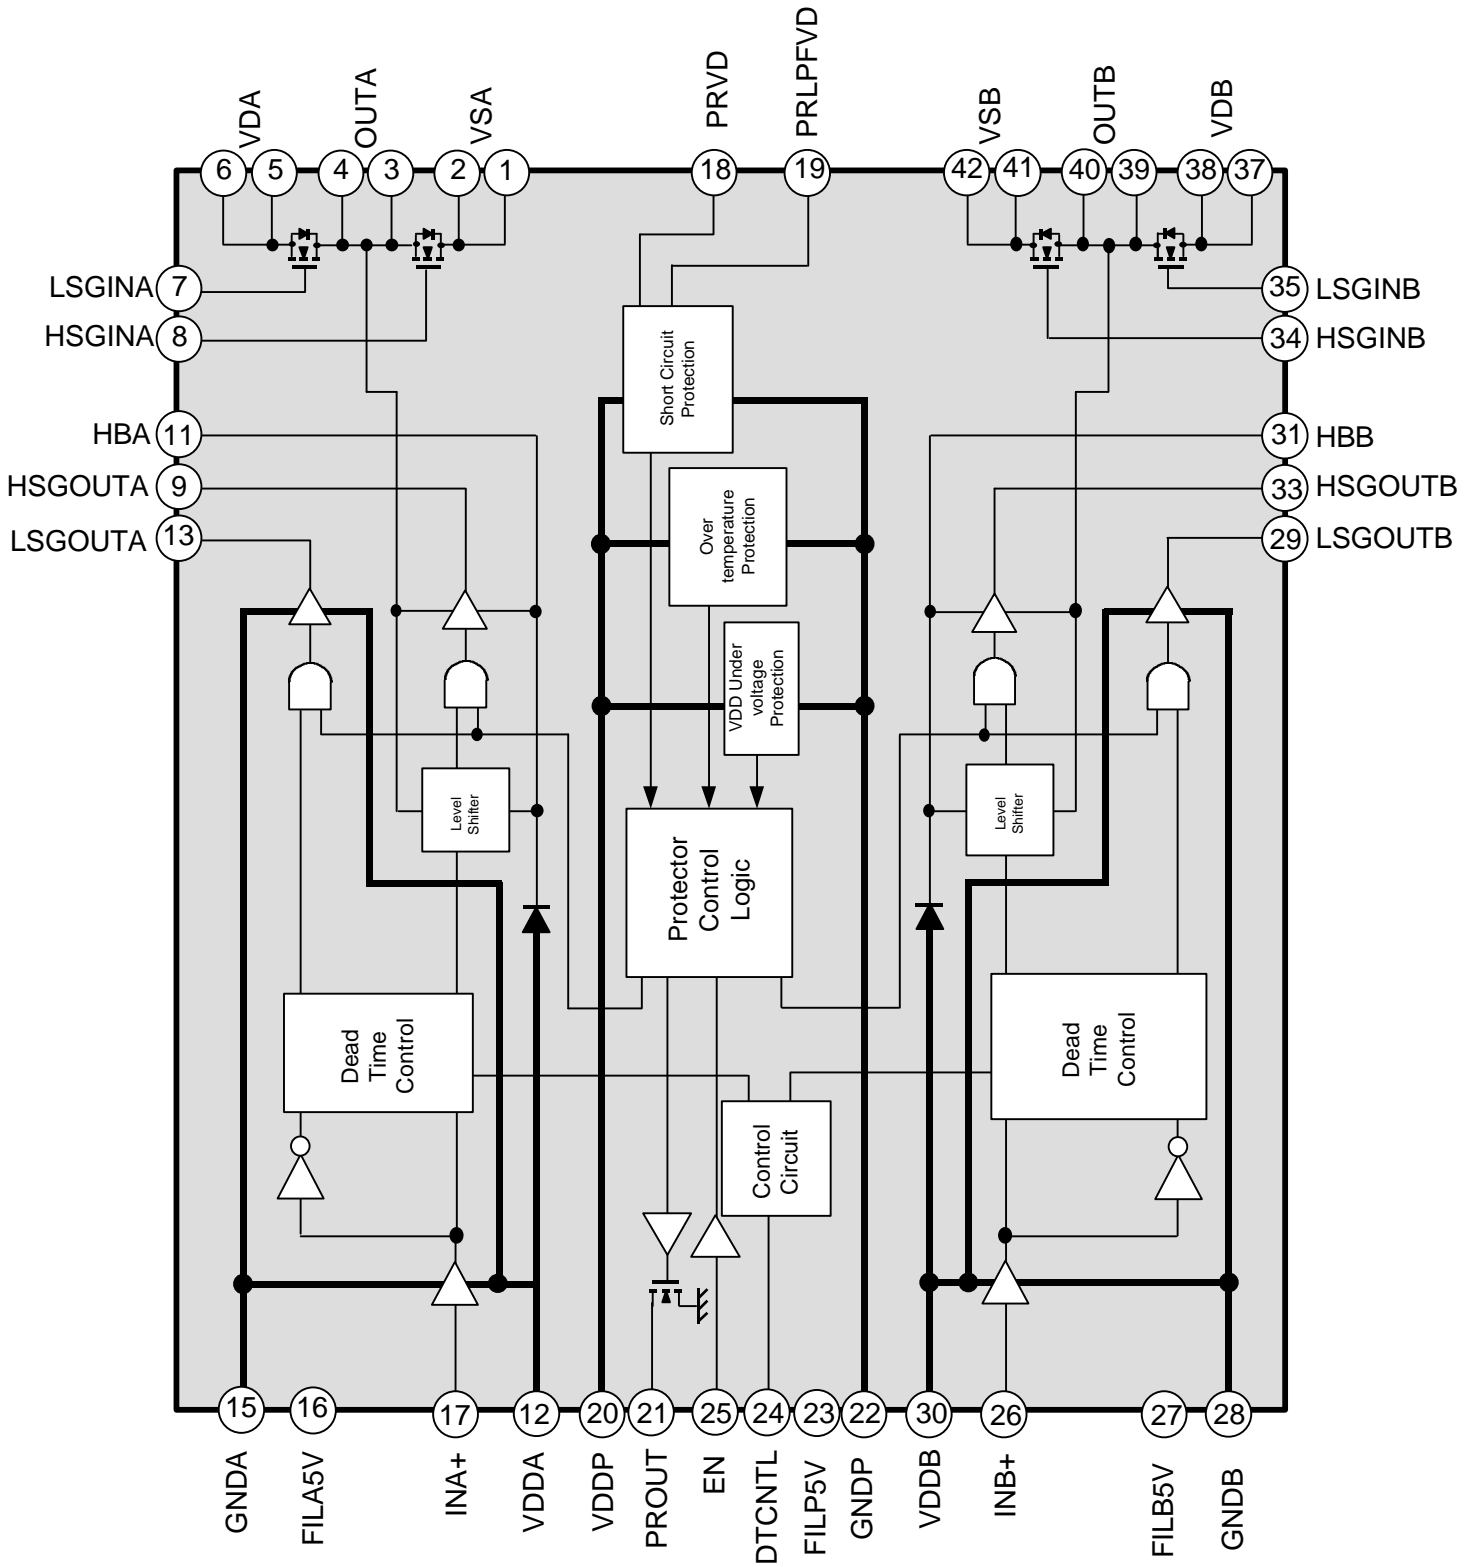 VDA
OUTA
VSA
PRVD
PRLPFVD
VSB
OUTB
VDB
6
5
4
3
2
1
18
19
42
41
40
39
38
37
LSGINA
7
35
LSGINB
HSGINA
8
34
HSGINB
HBA
11
31
HBB
HSGOUTA
9
33
HSGOUTB
LSGOUTA
13
29
LSGOUTB
Short Circuit
Protection
Over
temperature
Protection
VDD Under
voltage
Protection
Level
Shifter
Level
Shifter
Protector
Control
Logic
Dead
Time
Control
Dead
Time
Control
Control
Circuit
15
16
17
12
20
21
25
24
23
22
30
26
27
28
GNDA
FILA5V
INA+
VDDA
VDDP
PROUT
EN
DTCNTL
FILP5V
GNDP
VDDB
INB+
FILB5V
GNDB